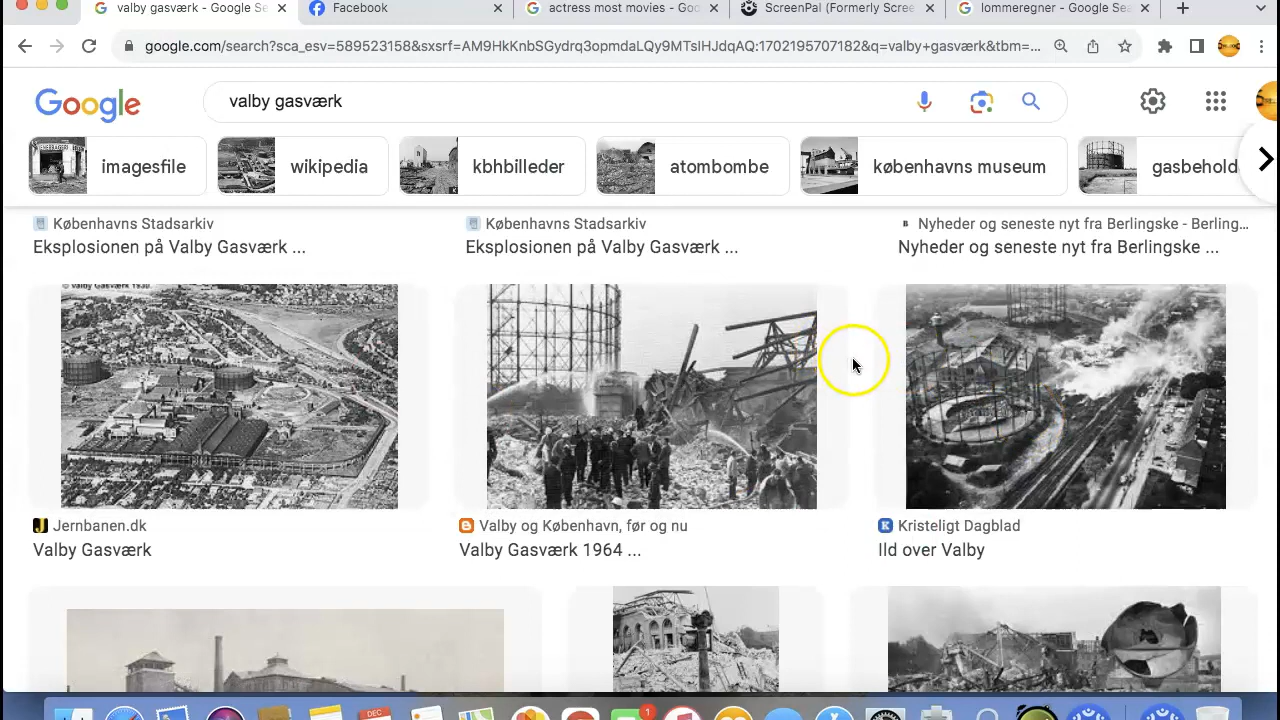 valby gasværk - Google Se
Facebook
actress most movies - Goo
ScreenPal (Formerly Scree
lommeregner - Google Sea
google.com/search?sca_esv=589523158&sxsrf=AM9HkKnbSGydrq3opmdaLQy9MTsIHJdqAQ:1702195707182&q=valby+gasværk&tbm=...
Google
valby gasværk
imagesfile
wikipedia
kbhbilleder
atombombe
københavns museum
gasbehold
Københavns Stadsarkiv
Københavns Stadsarkiv
Nyheder og seneste nyt fra Berlingske - Berling...
Eksplosionen på Valby Gasværk ...
Eksplosionen på Valby Gasværk ...
Nyheder og seneste nyt fra Berlingske ...
Valby Gasværk 1930
Jernbanen.dk
Valby og København, før og nu
Kristeligt Dagblad
Valby Gasværk
Valby Gasværk 1964 ...
Ild over Valby
DEC
1